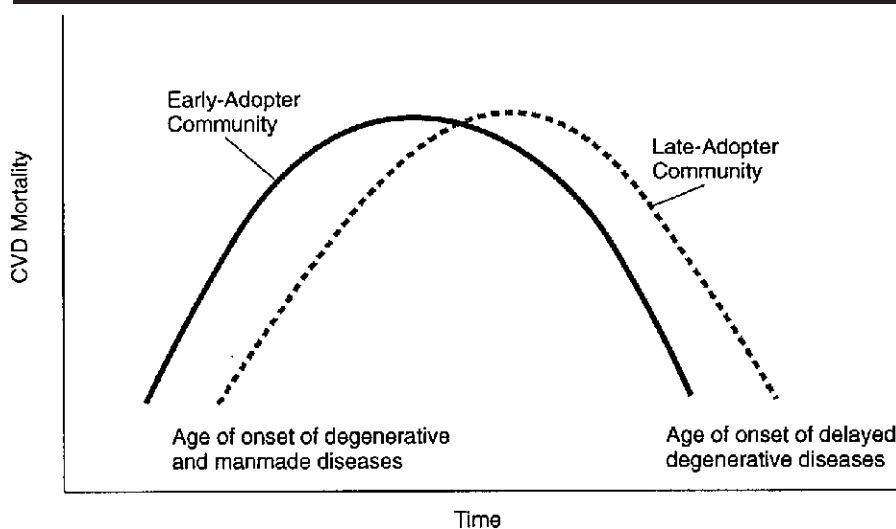 Early-Adopter
Community
Late-Adopter
Community
CVD Mortality
Age of onset of degenerative
and manmade diseases
Age of onset of delayed
degenerative diseases
Time